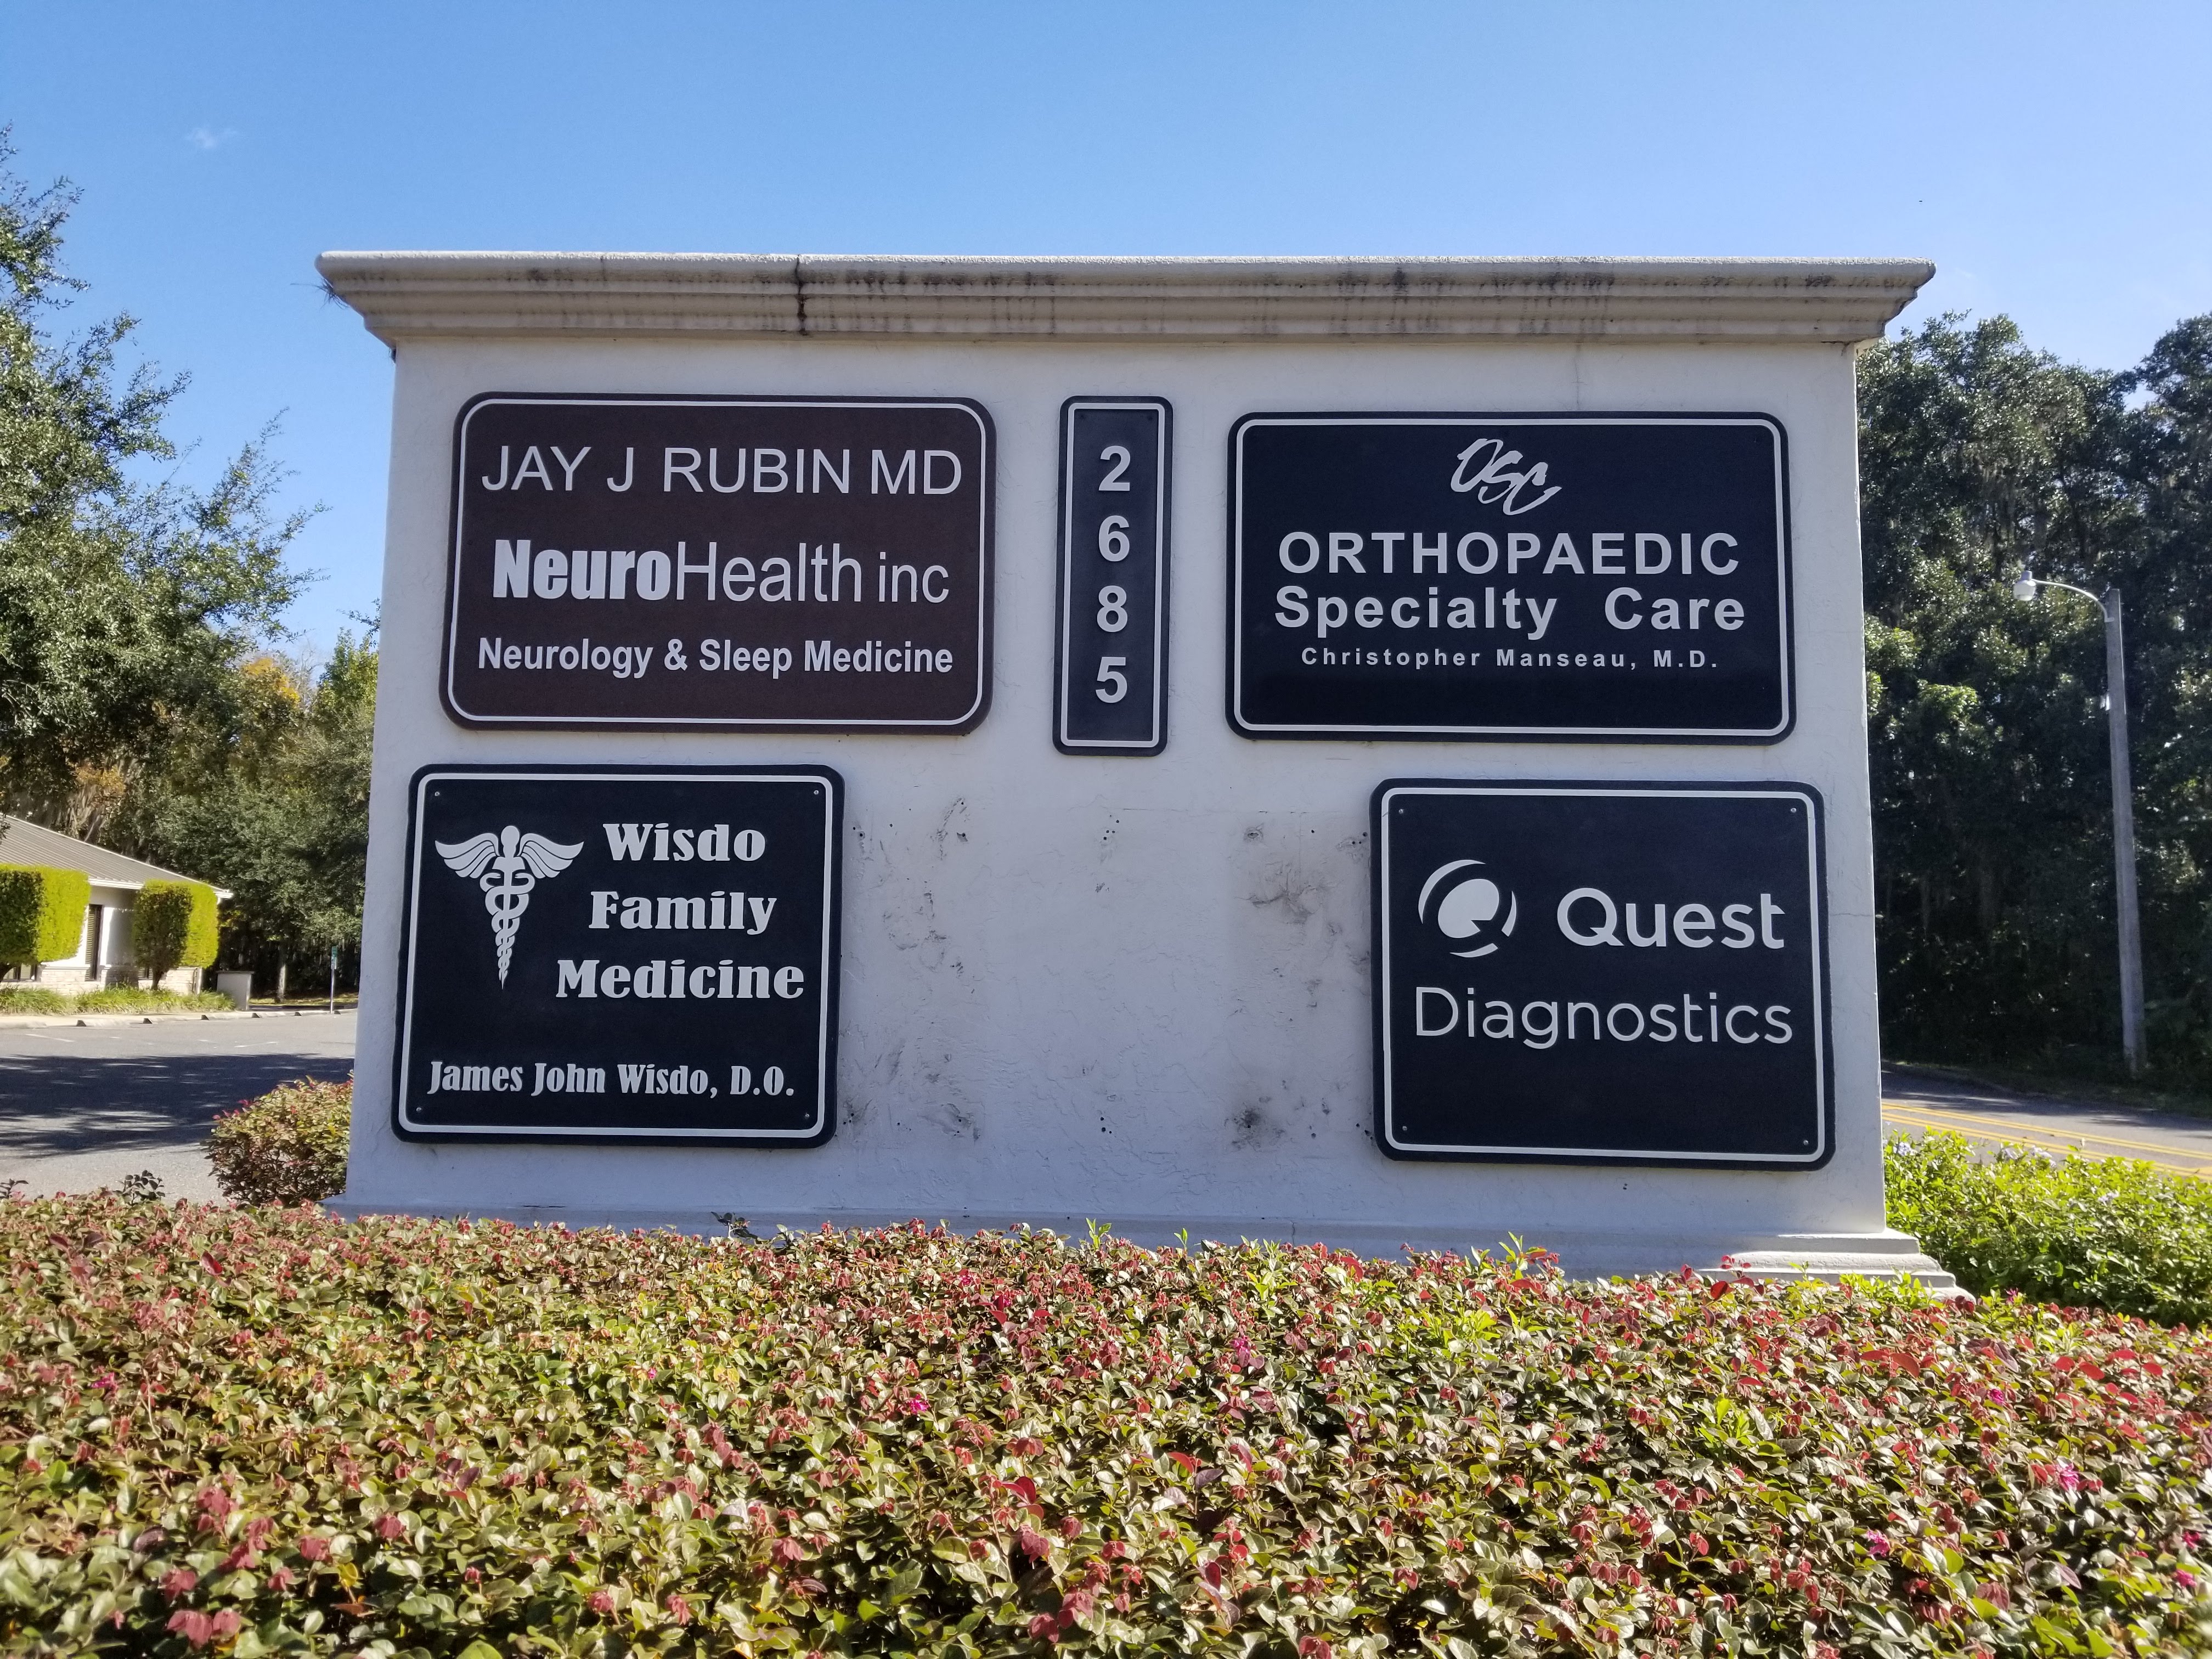 JAY J RUBIN MD
NeuroHealth inc
Neurology & Sleep Medicine
2
6
8
5
OSC
ORTHOPAEDIC
Specialty Care
Christopher Manseau, M.D.
Wisdo
Family
Medicine
James John Wisdo, D.O.
Quest
Diagnostics